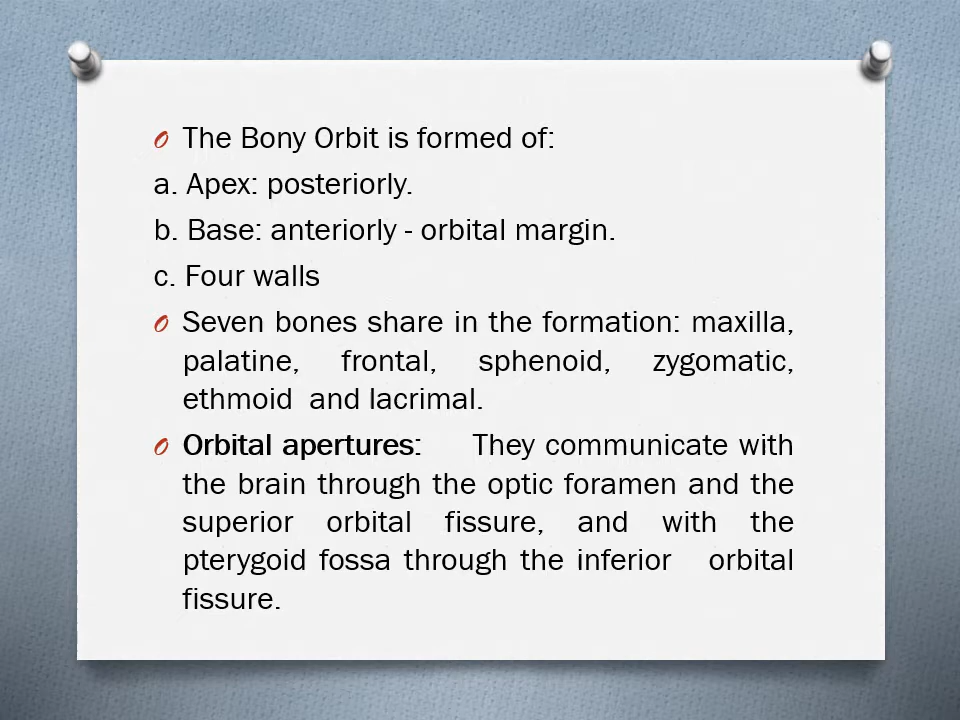 The Bony Orbit is formed of:
a. Apex: posteriorly.
b. Base: anteriorly - orbital margin.
c. Four walls
Seven bones share in the formation: maxilla,
palatine, frontal, sphenoid, zygomatic,
ethmoid and lacrimal.
Orbital apertures: They communicate with
the brain through the optic foramen and the
superior orbital fissure, and with the
pterygoid fossa through the inferior orbital
fissure.